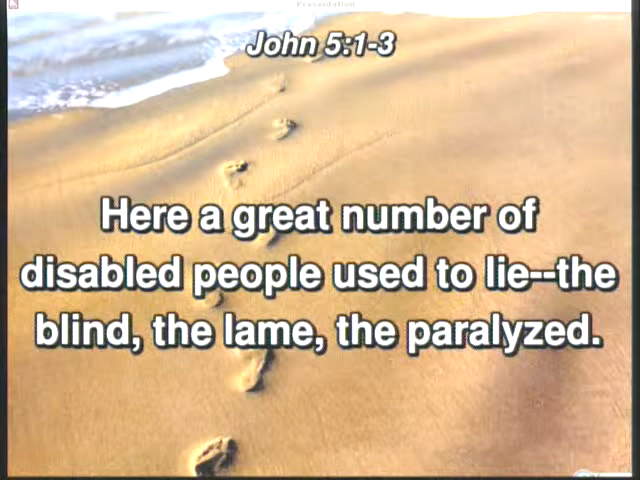 Presentation
John 5:1-3
Here a great number of
disabled people used to lie--the
blind, the lame, the paralyzed.